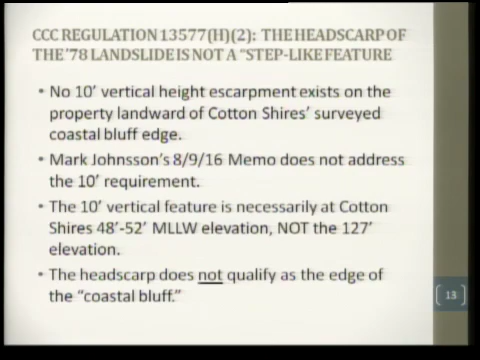 CCC REGULATION 13577(H)(2): THE HEADSCARP OF
THE '78 LANDSLIDE IS NOT A "STEP-LIKE FEATURE
• No 10' vertical height escarpment exists on the
property landward of Cotton Shires' surveyed
coastal bluff edge.
• Mark Johnsson's 8/9/16 Memo does not address
the 10' requirement.
• The 10' vertical feature is necessarily at Cotton
Shires 48'-52' MLLW elevation, NOT the 127'
elevation.
• The headscarp does not qualify as the edge of
the "coastal bluff."
13